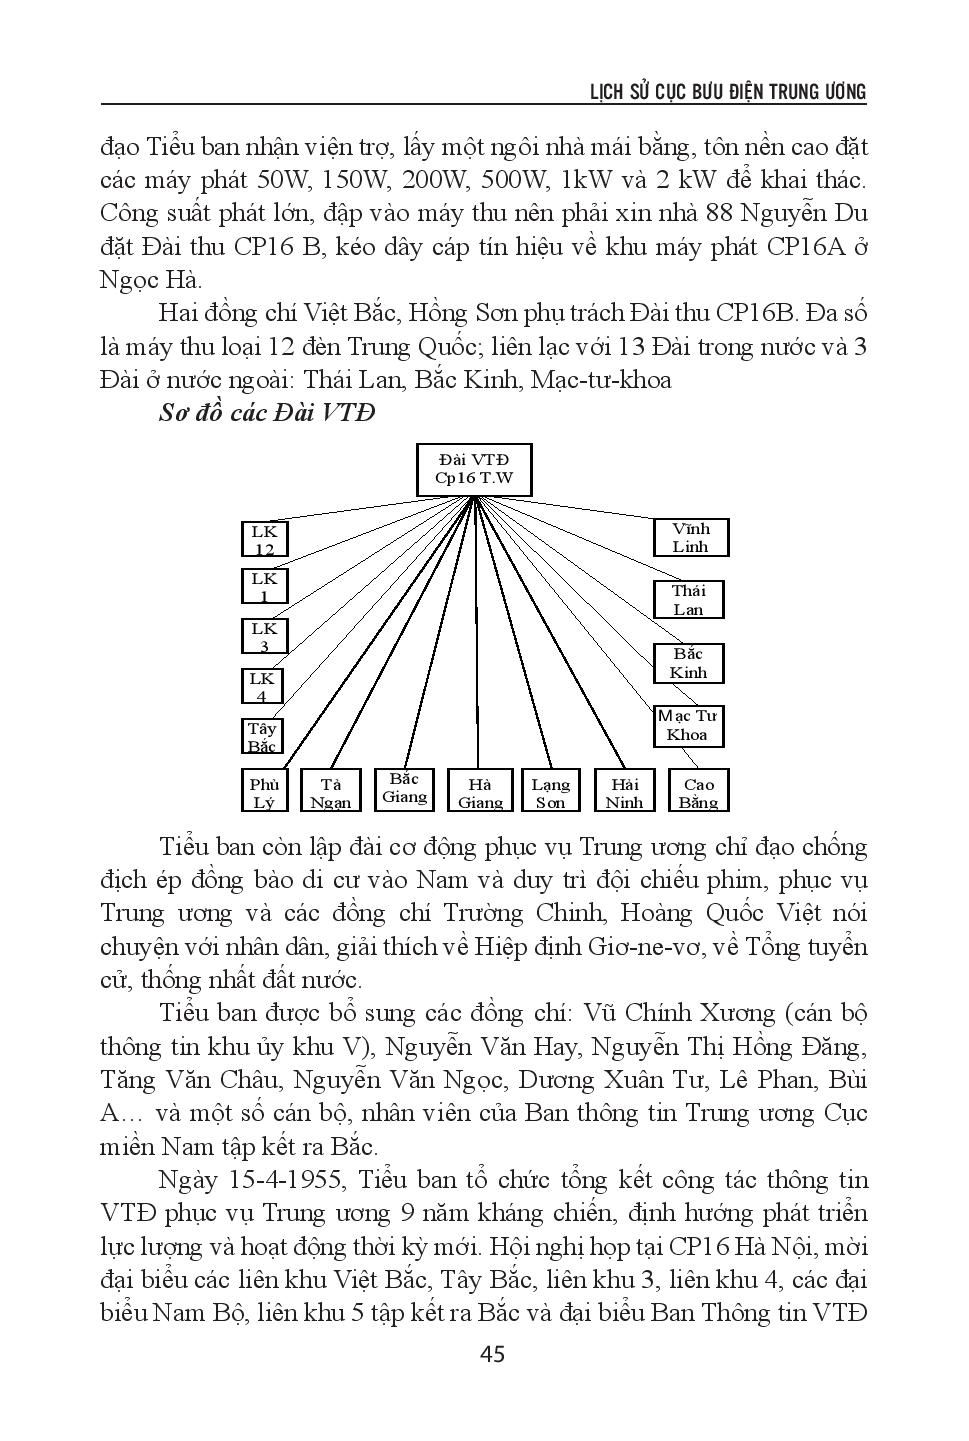 LỊCH SỬ CỤC BƯU ĐIỆN TRUNG ƯƠNG
đạo Tiểu ban nhận viện trợ, lấy một ngôi nhà mái bằng, tôn nền cao đặt
các máy phát 50W, 150W, 200W, 500W, 1kW và 2 kW để khai thác.
Công suất phát lớn, đập vào máy thu nên phải xin nhà 88 Nguyễn Du
đặt Đài thu CP16 B, kéo dây cáp tín hiệu về khu máy phát CP16A ở
Ngọc Hà.
Hai đồng chí Việt Bắc, Hồng Sơn phụ trách Đài thu CP16B. Đa số
là máy thu loại 12 đèn Trung Quốc; liên lạc với 13 Đài trong nước và 3
Đài ở nước ngoài: Thái Lan, Bắc Kinh, Mạc-tư-khoa
Sơ đồ các Đài VTĐ
Đài VTĐ
Cp16 T.W
LK
12
LK
1
LK
3
LK
4
Tây
Bắc
Vĩnh
Linh
Thái
Lan
Bắc
Kinh
Mạc Tư
Khoa
Phủ
Lý
Tả
Ngạn
Bắc
Giang
Hà
Giang
Lạng
Sơn
Hải
Ninh
Cao
Bằng
Tiểu ban còn lập đài cơ động phục vụ Trung ương chỉ đạo chống
địch ép đồng bào di cư vào Nam và duy trì đội chiếu phim, phục vụ
Trung ương và các đồng chí Trường Chinh, Hoàng Quốc Việt nói
chuyện với nhân dân, giải thích về Hiệp định Giơ-ne-vơ, về Tổng tuyển
cử, thống nhất đất nước.
Tiểu ban được bổ sung các đồng chí: Vũ Chính Xương (cán bộ
thông tin khu ủy khu V), Nguyễn Văn Hay, Nguyễn Thị Hồng Đăng,
Tăng Văn Châu, Nguyễn Văn Ngọc, Dương Xuân Tư, Lê Phan, Bùi
A… và một số cán bộ, nhân viên của Ban thông tin Trung ương Cục
miền Nam tập kết ra Bắc.
Ngày 15-4-1955, Tiểu ban tổ chức tổng kết công tác thông tin
VTĐ phục vụ Trung ương 9 năm kháng chiến, định hướng phát triển
lực lượng và hoạt động thời kỳ mới. Hội nghị họp tại CP16 Hà Nội, mời
đại biểu các liên khu Việt Bắc, Tây Bắc, liên khu 3, liên khu 4, các đại
biểu Nam Bộ, liên khu 5 tập kết ra Bắc và đại biểu Ban Thông tin VTĐ
45